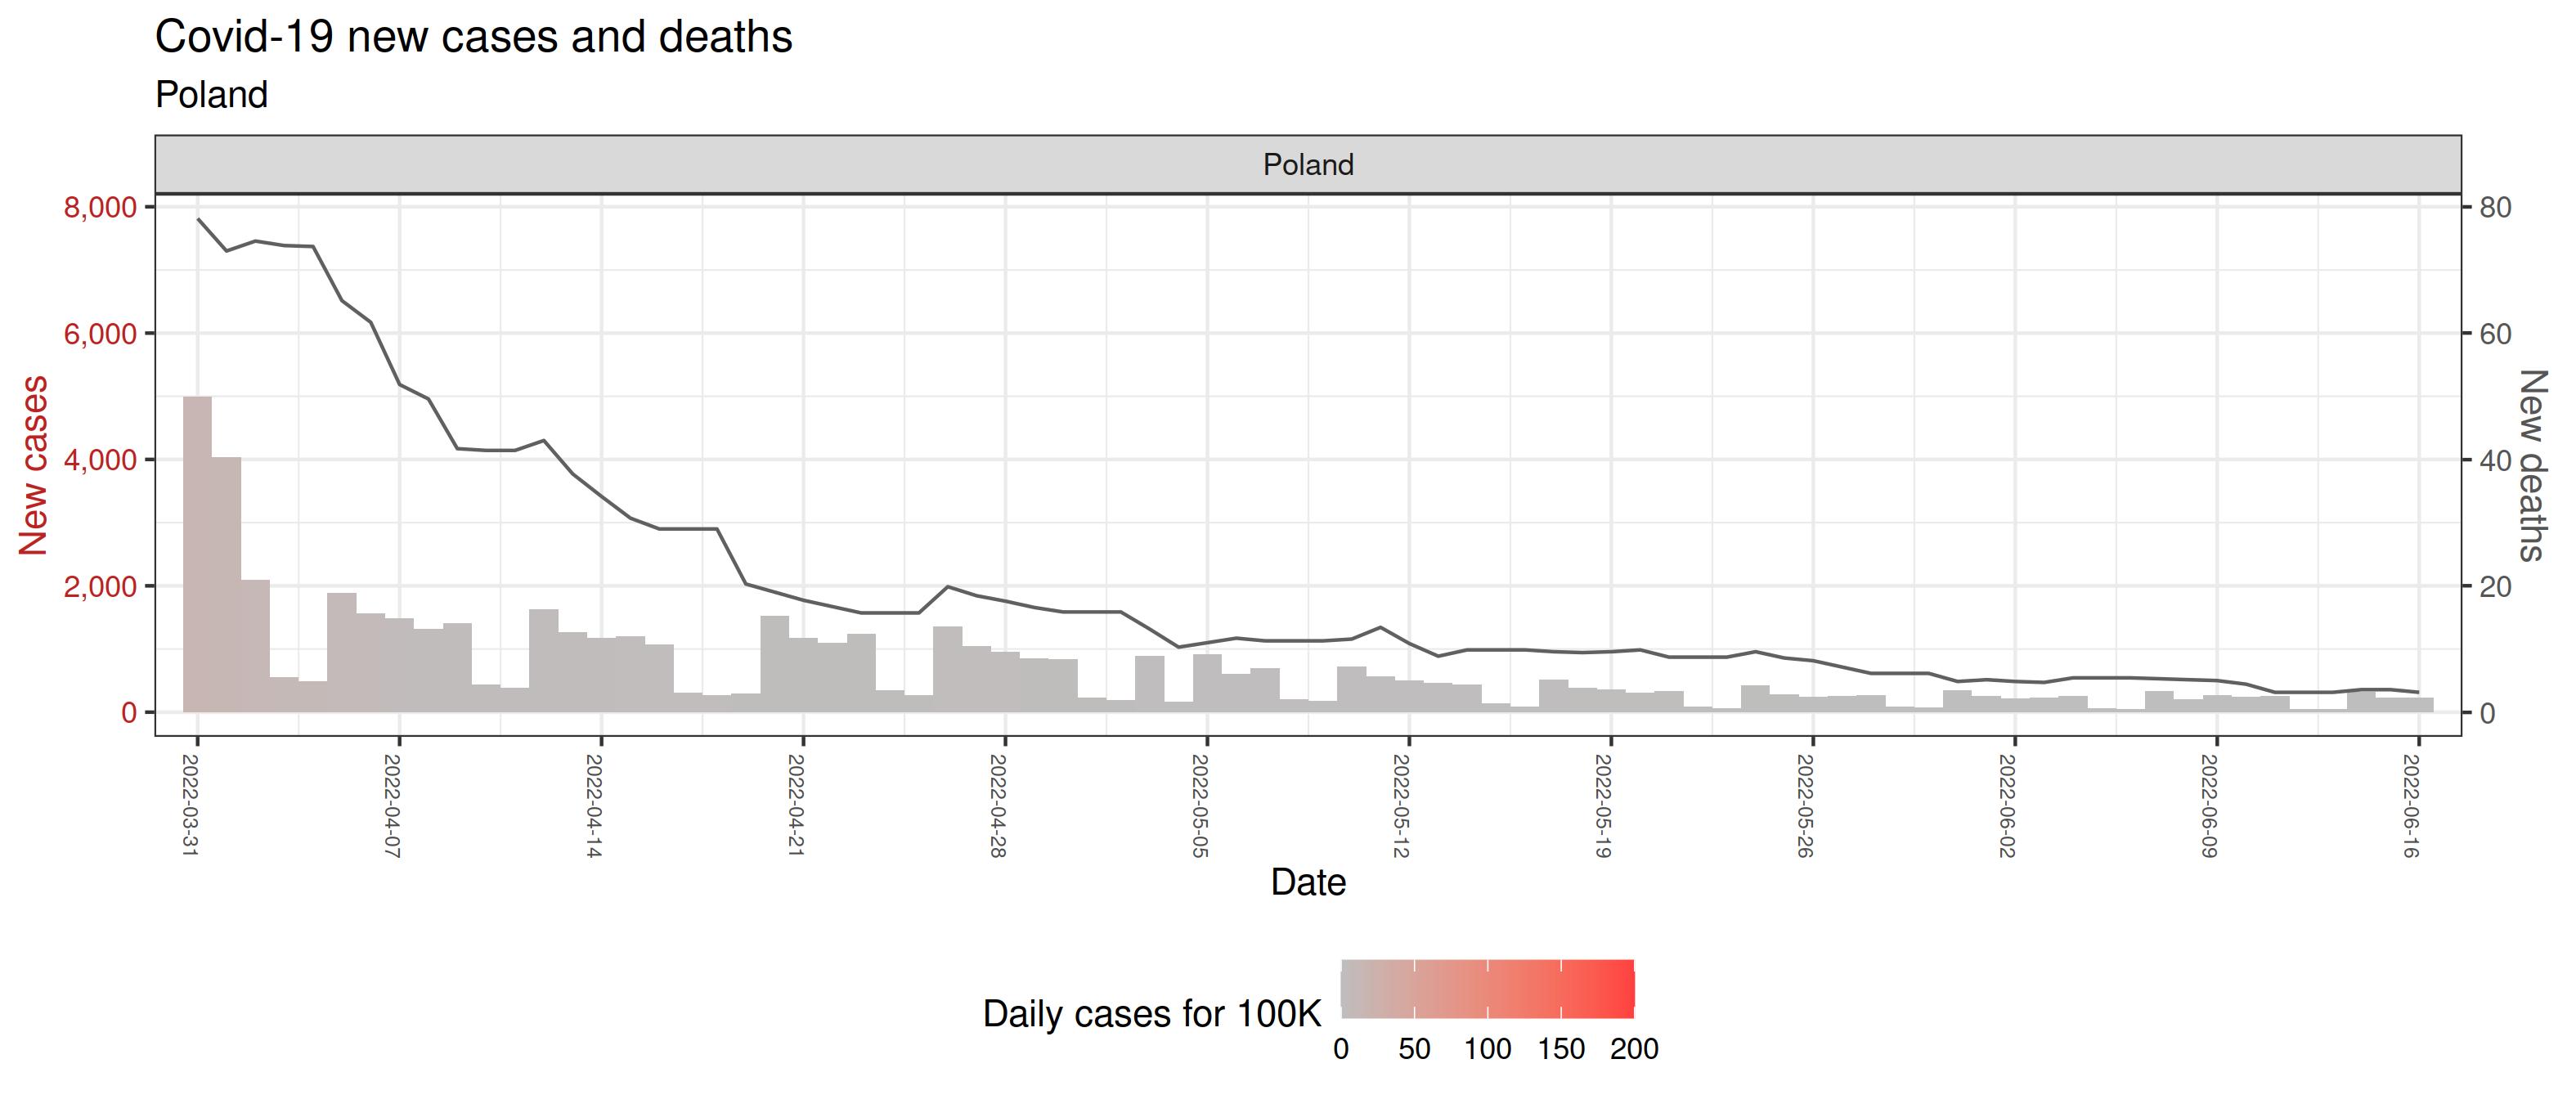 Covid-19 new cases and deaths
Poland
Poland
New cases
8,000
6,000
4,000
2,000
0
80
60
40
20
0
New deaths
2022-03-31
2022-04-07
2022-04-14
2022-04-21
2022-04-28
2022-05-05
2022-05-12
2022-05-19
2022-05-26
2022-06-02
2022-06-09
2022-06-16
Date
Daily cases for 100K
0 50 100 150 200